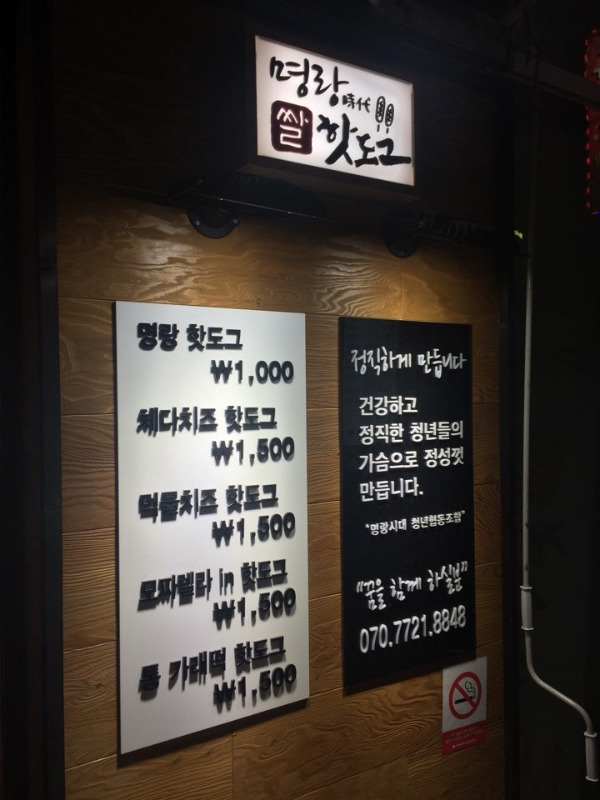 명랑時代
쌀 핫도그
명랑 핫도그
₩1,000
체다치즈 핫도그
₩1,500
먹물치즈 핫도그
₩1,500
모짜렐라 in 핫도그
₩1,500
통 가래떡 핫도그
₩1,500
정직하게 만듭니다
건강하고
정직한 청년들의
가슴으로 정성껏
만듭니다.
"명랑시대 청년협동조합"
"꿈을 함께 하실분"
070.7721.8848